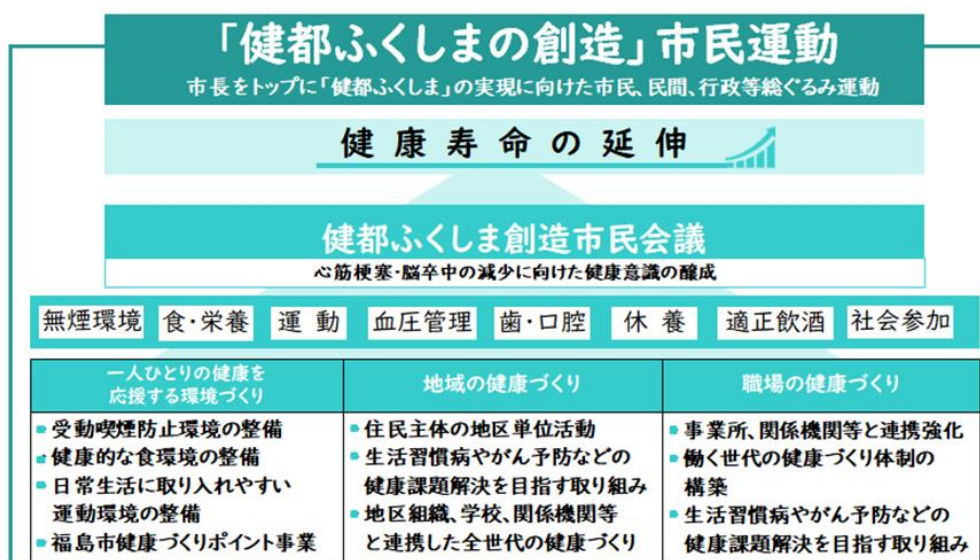 「健都ふくしまの創造」市民運動
市長をトップに「健都ふくしま」の実現に向けた市民、民間、行政等総ぐるみ運動
健康寿命の延伸
健都ふくしま創造市民会議
心筋梗塞・脳卒中の減少に向けた健康意識の醸成
無煙環境 食・栄養 運動 血圧管理 歯・口腔 休養 適正飲酒 社会参加
一人ひとりの健康を
応援する環境づくり
受動喫煙防止環境の整備
健康的な食環境の整備
日常生活に取り入れやすい
運動環境の整備
福島市健康づくりポイント事業
地域の健康づくり
住民主体の地区単位活動
生活習慣病やがん予防などの
健康課題解決を目指す取り組み
地区組織、学校、関係機関等
と連携した全世代の健康づくり
職場の健康づくり
事業所、関係機関等と連携強化
働く世代の健康づくり体制の
構築
生活習慣病やがん予防などの
健康課題解決を目指す取り組み